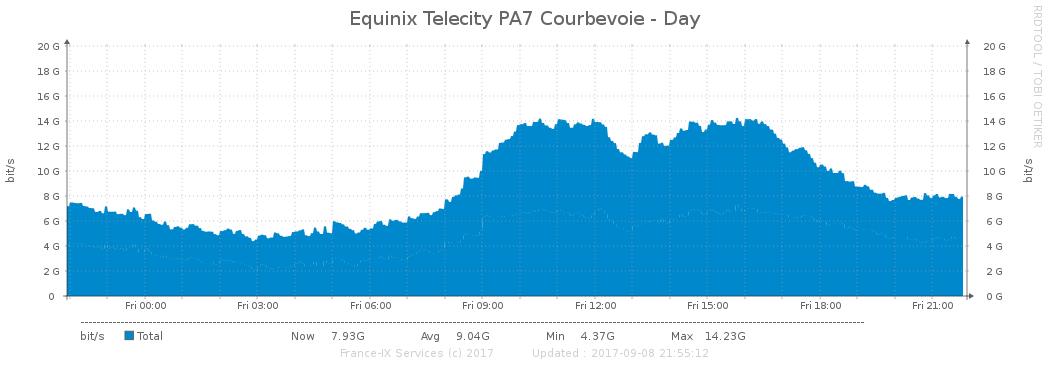 Equinix Telecity PA7 Courbevoie - Day
RRDTOOL / TOBI OETIKER
20 G 20 G
18 G 18 G
16 G 16 G
14 G 14 G
12 G 12 G
10 G 10 G
8 G 8 G
6 G 6 G
4 G 4 G
2 G 2 G
0 0 G
bit/s
bit/s
Fri 00:00 Fri 03:00 Fri 06:00 Fri 09:00 Fri 12:00 Fri 15:00 Fri 18:00 Fri 21:00
bit/s Total Now 7.93G Avg 9.04G Min 4.37G Max 14.23G
France-IX Services (c) 2017 Updated : 2017-09-08 21:55:12